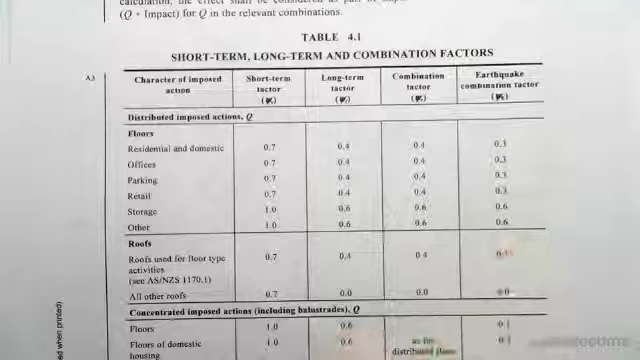 (Q + Impact) for Q in the relevant combinations.
TABLE 4.1
SHORT-TERM, LONG-TERM AND COMBINATION FACTORS
A3
Character of imposed action Short-term factor Long-term factor Combination factor Earthquake combination factor
Distributed imposed actions, Q
Floors
Residential and domestic 0.7 0.4 0.4 0.3
Offices 0.7 0.4 0.4 0.3
Parking 0.7 0.4 0.4 0.3
Retail 0.7 0.4 0.4 0.3
Storage 1.0 0.6 0.6 0.6
Other 1.0 0.6 0.6 0.6
Roofs
Roofs used for floor type 0.7 0.4 0.4
activities
(see AS/NZS 1170.1)
All other roofs 0.7 0.0 0.0 0.0
Concentrated imposed actions (including balustrades), Q
Floors 1.0 0.6 as for
Floors of domestic 1.0 0.6 distributed
housing
ed when printed)